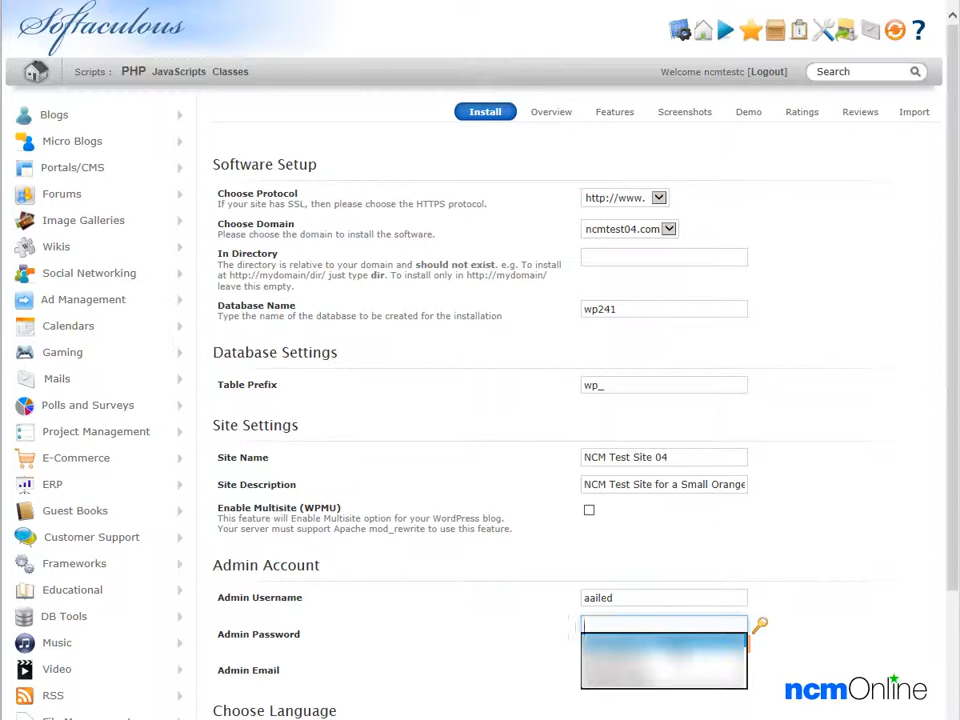 Softaculous
?
Scripts : PHP JavaScripts Classes
Welcome ncmtestc [Logout]
Search
Blogs
Micro Blogs
Portals/CMS
Forums
Image Galleries
Wikis
Social Networking
Ad Management
Calendars
Gaming
Mails
Polls and Surveys
Project Management
E-Commerce
ERP
Guest Books
Customer Support
Frameworks
Educational
DB Tools
Music
Video
RSS
Install Overview Features Screenshots Demo Ratings Reviews Import
Software Setup
Choose Protocol
If your site has SSL, then please choose the HTTPS protocol.
http://www.
Choose Domain
Please choose the domain to install the software.
ncmtest04.com
In Directory
The directory is relative to your domain and should not exist. e.g. To install
at http://mydomain/dir/ just type dir. To install only in http://mydomain/
leave this empty.
Database Name
Type the name of the database to be created for the installation
wp241
Database Settings
Table Prefix
wp_
Site Settings
Site Name
NCM Test Site 04
Site Description
NCM Test Site for a Small Orange
Enable Multisite (WPMU)
This feature will Enable Multisite option for your WordPress blog.
Your server must support Apache mod_rewrite to use this feature.
Admin Account
Admin Username
aailed
Admin Password
Admin Email
Choose Language
ncmOnline